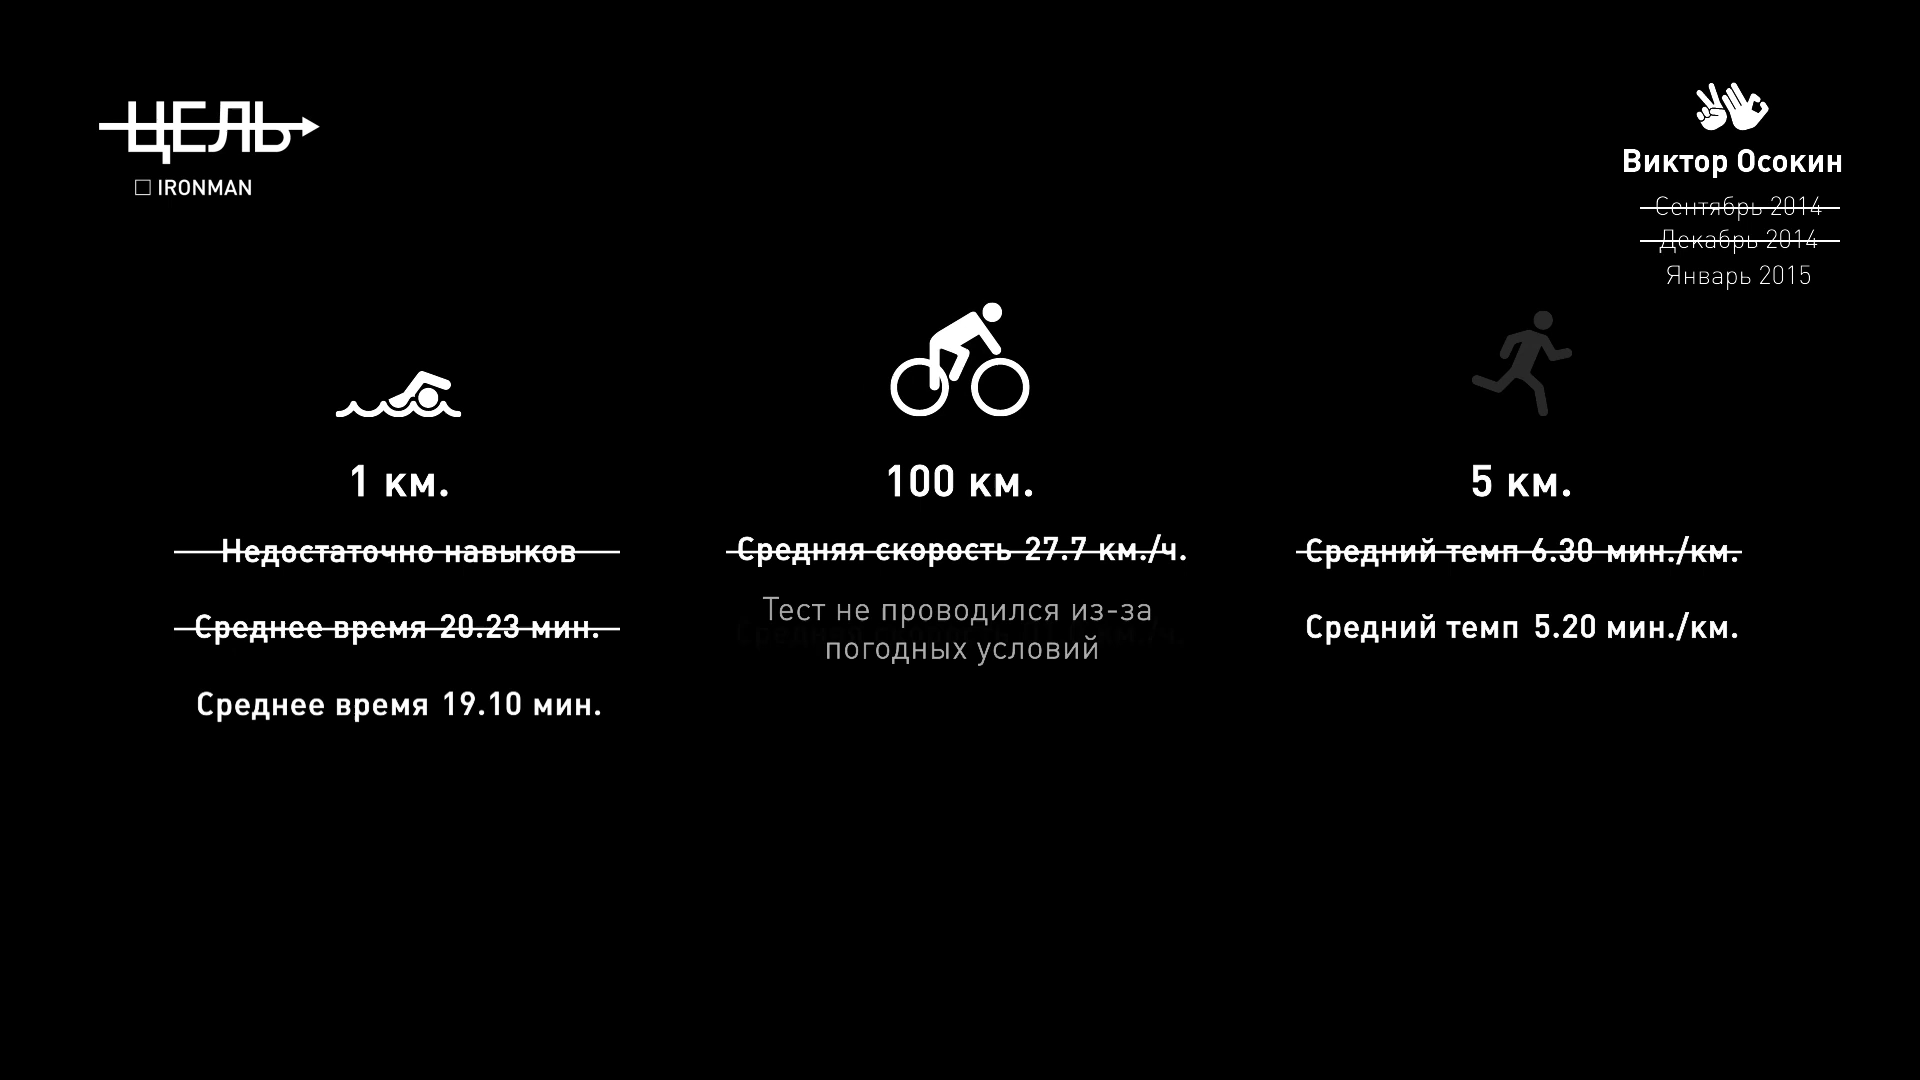 ЦЕЛЬ
IRONMAN
Виктор Осокин
Сентябрь 2014
Декабрь 2014
Январь 2015
1 км.
Недостаточно навыков
Среднее время 20.23 мин.
Среднее время 19.10 мин.
100 км.
Средняя скорость 27.7 км./ч.
Тест не проводился из-за
погодных условий
5 км.
Средний темп 6.30 мин./км.
Средний темп 5.20 мин./км.